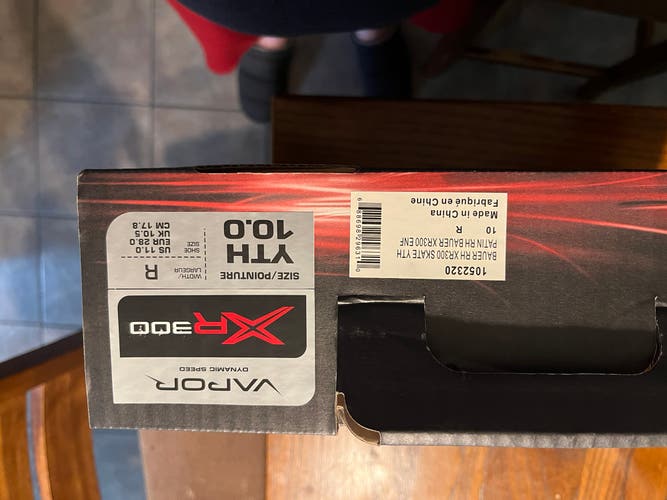 VAPOR
DYNAMIC SPEED
XR300
SIZE/POINTURE
YTH
10.0
WIDTH/
LARGEUR
R
SHOE
SIZE
US 11.0
UK 10.5
EUR 28.0
CM 17.8
1052320
BAUER RH XR300 SKATE YTH
PATIN RH BAUER XR300 ENF
10 R
Made in China
Fabriqué en Chine